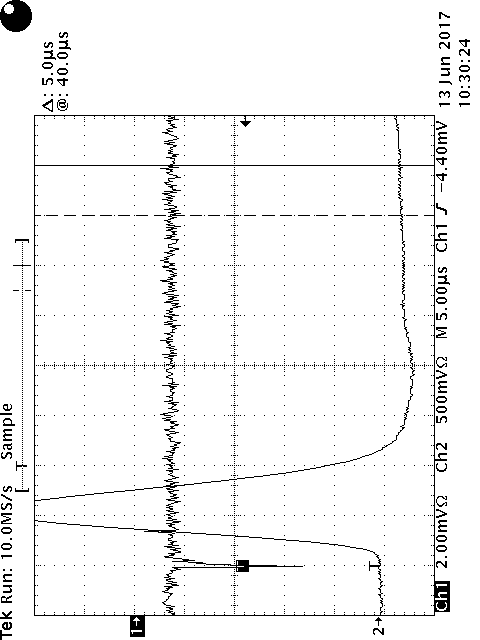 Tek Run: 10.0MS/s Sample
Δ: 5.0µs
@: 40.0µs
1→
2→
T
Ch1 2.00mVΩ Ch2 500mVΩ M 5.00µs Ch1 ƒ −4.40mV
13 Jun 2017
10:30:24